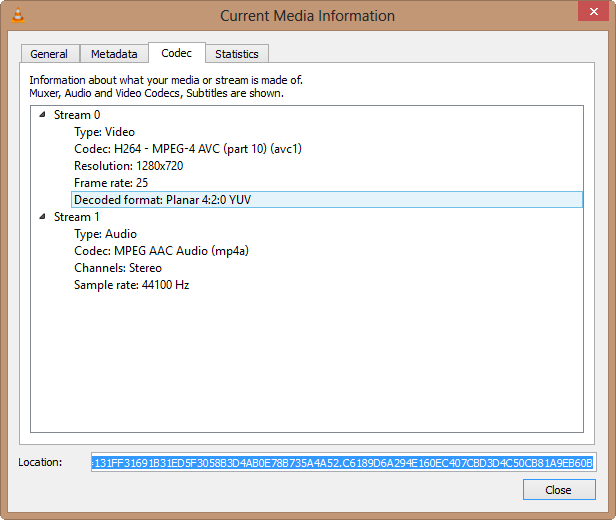 Current Media Information
General Metadata Codec Statistics
Information about what your media or stream is made of.
Muxer, Audio and Video Codecs, Subtitles are shown.
Stream 0
Type: Video
Codec: H264 - MPEG-4 AVC (part 10) (avc1)
Resolution: 1280x720
Frame rate: 25
Decoded format: Planar 4:2:0 YUV
Stream 1
Type: Audio
Codec: MPEG AAC Audio (mp4a)
Channels: Stereo
Sample rate: 44100 Hz
Location: =131FF31691B31ED5F3058B3D4AB0E78B735A4A52.C6189D6A294E160EC407CBD3D4C50CB81A9EB60B
Close